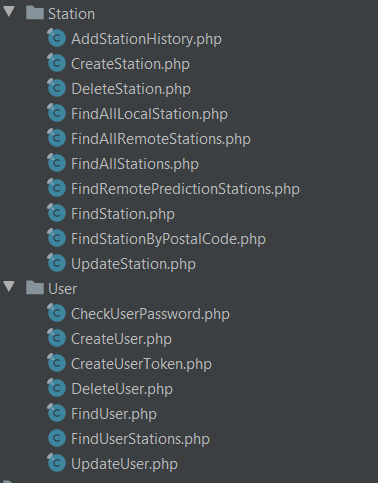 Station
AddStationHistory.php
CreateStation.php
DeleteStation.php
FindAllLocalStation.php
FindAllRemoteStations.php
FindAllStations.php
FindRemotePredictionStations.php
FindStation.php
FindStationByPostalCode.php
UpdateStation.php
User
CheckUserPassword.php
CreateUser.php
CreateUserToken.php
DeleteUser.php
FindUser.php
FindUserStations.php
UpdateUser.php